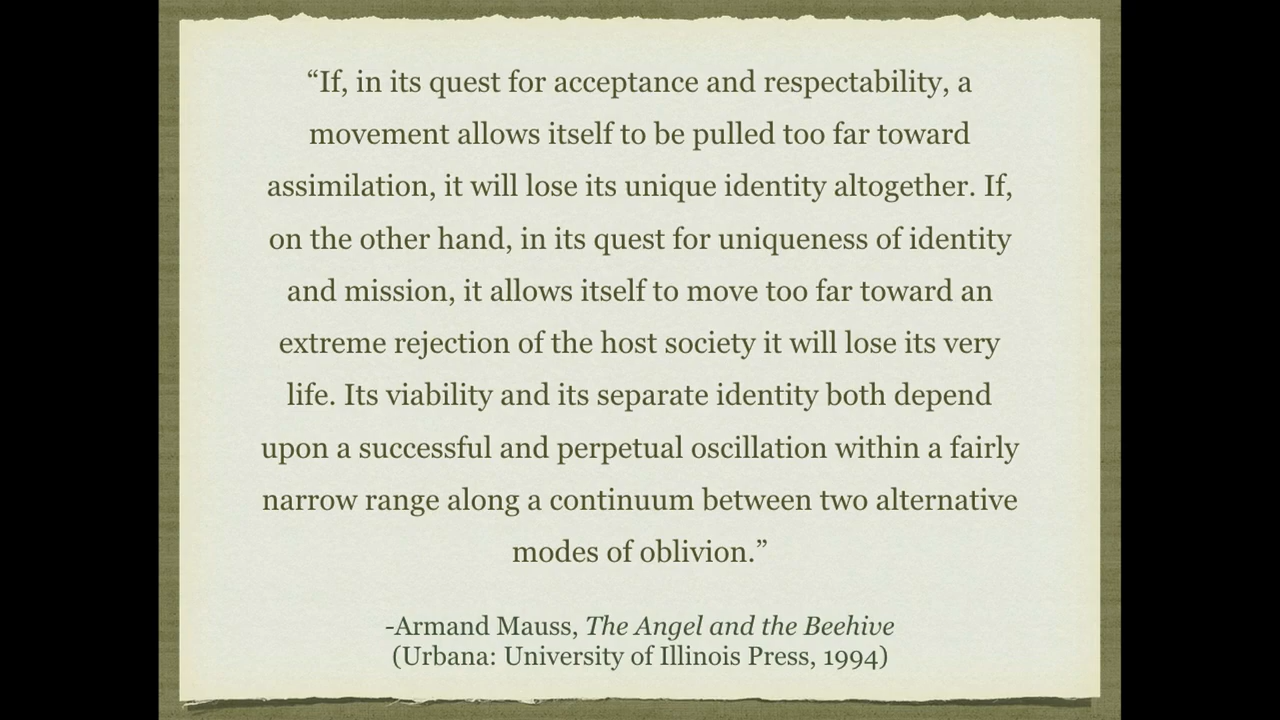 “If, in its quest for acceptance and respectability, a
movement allows itself to be pulled too far toward
assimilation, it will lose its unique identity altogether. If,
on the other hand, in its quest for uniqueness of identity
and mission, it allows itself to move too far toward an
extreme rejection of the host society it will lose its very
life. Its viability and its separate identity both depend
upon a successful and perpetual oscillation within a fairly
narrow range along a continuum between two alternative
modes of oblivion.”
-Armand Mauss, The Angel and the Beehive
(Urbana: University of Illinois Press, 1994)